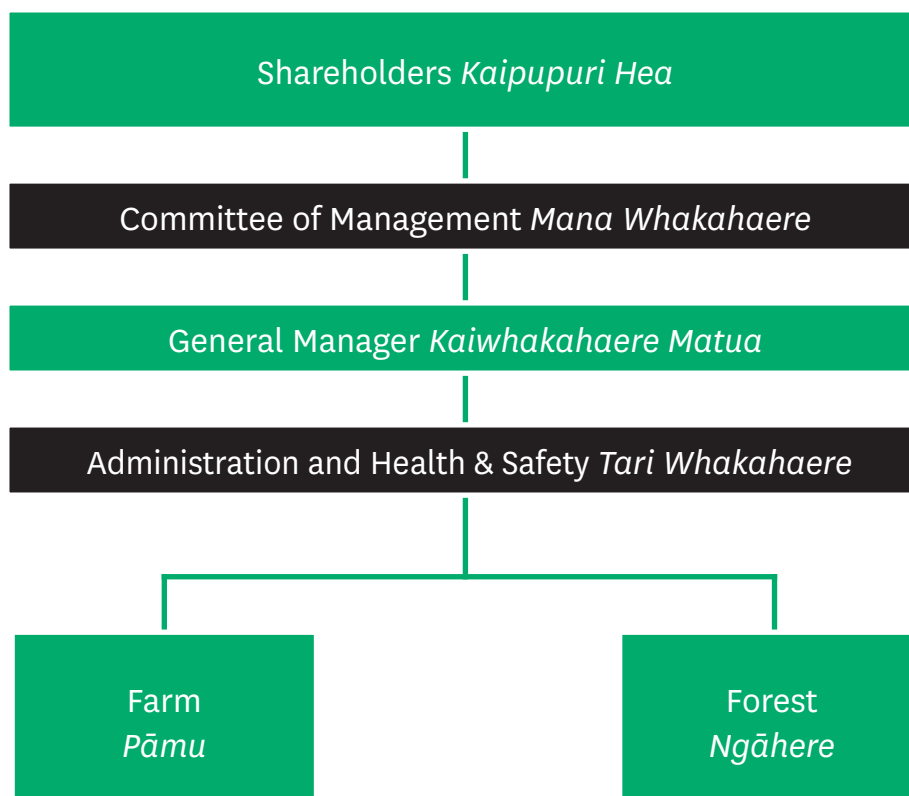 Shareholders Kaipupuri Hea
Committee of Management Mana Whakahaere
General Manager Kaiwhakahaere Matua
Administration and Health & Safety Tari Whakahaere
Farm
Pāmu
Forest
Ngāhere